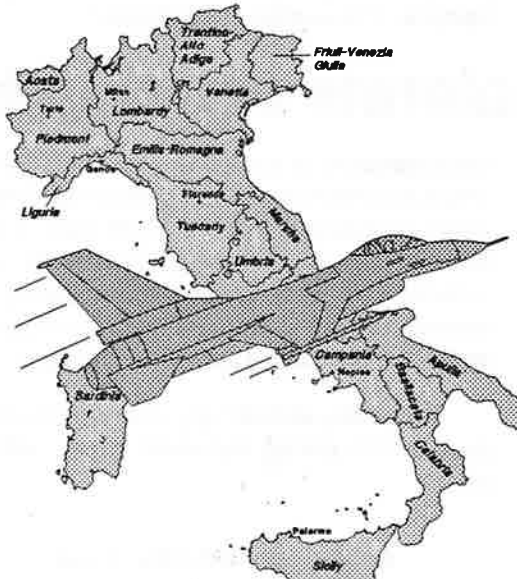 Trentino-
Alto
Adige
Friuli-Venezia
Giulia
Aosta
Milan
Lombardy
Venetia
Turin
Piedmont
Emilia-Romagna
Genoa
Liguria
Florence
Tuscany
Marche
Umbria
Campania
Naples
Apulia
Basilicata
Sardinia
Calabria
Palermo
Sicily